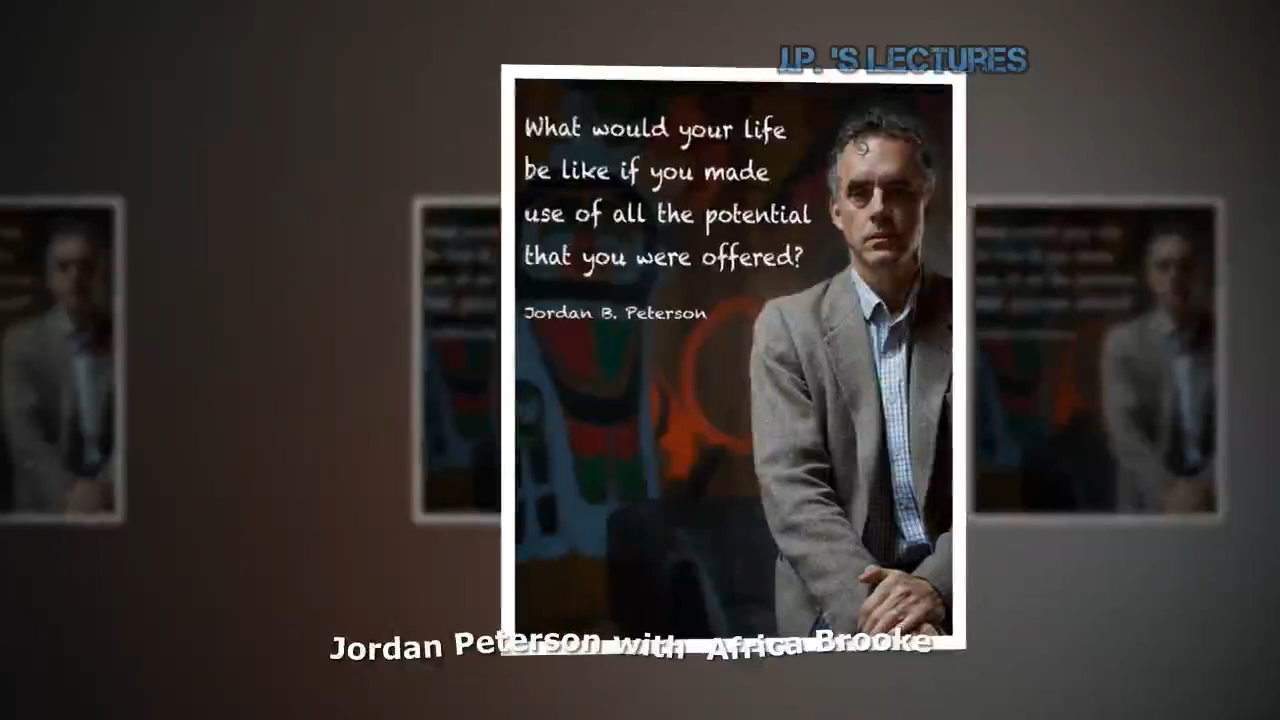 J.P. 'S LECTURES
What would your life
be like if you made
use of all the potential
that you were offered?
Jordan B. Peterson
Jordan Peterson with Africa Brooke